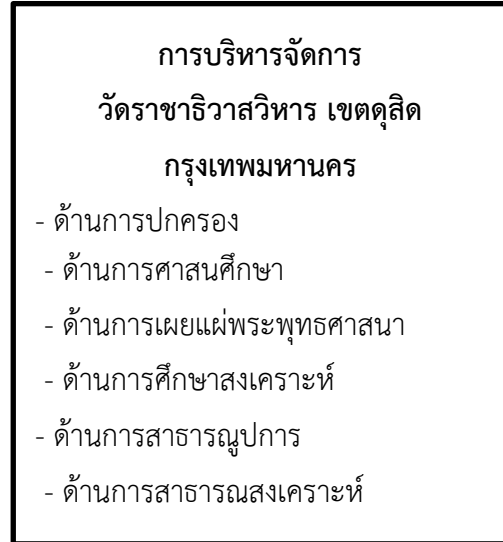 การบริหารจัดการ
วัดราชาธิวาสวิหาร เขตดุสิต
กรุงเทพมหานคร
- ด้านการปกครอง
- ด้านการศาสนศึกษา
- ด้านการเผยแผ่พระพุทธศาสนา
- ด้านการศึกษาสงเคราะห์
- ด้านการสาธารณูปการ
- ด้านการสาธารณสงเคราะห์